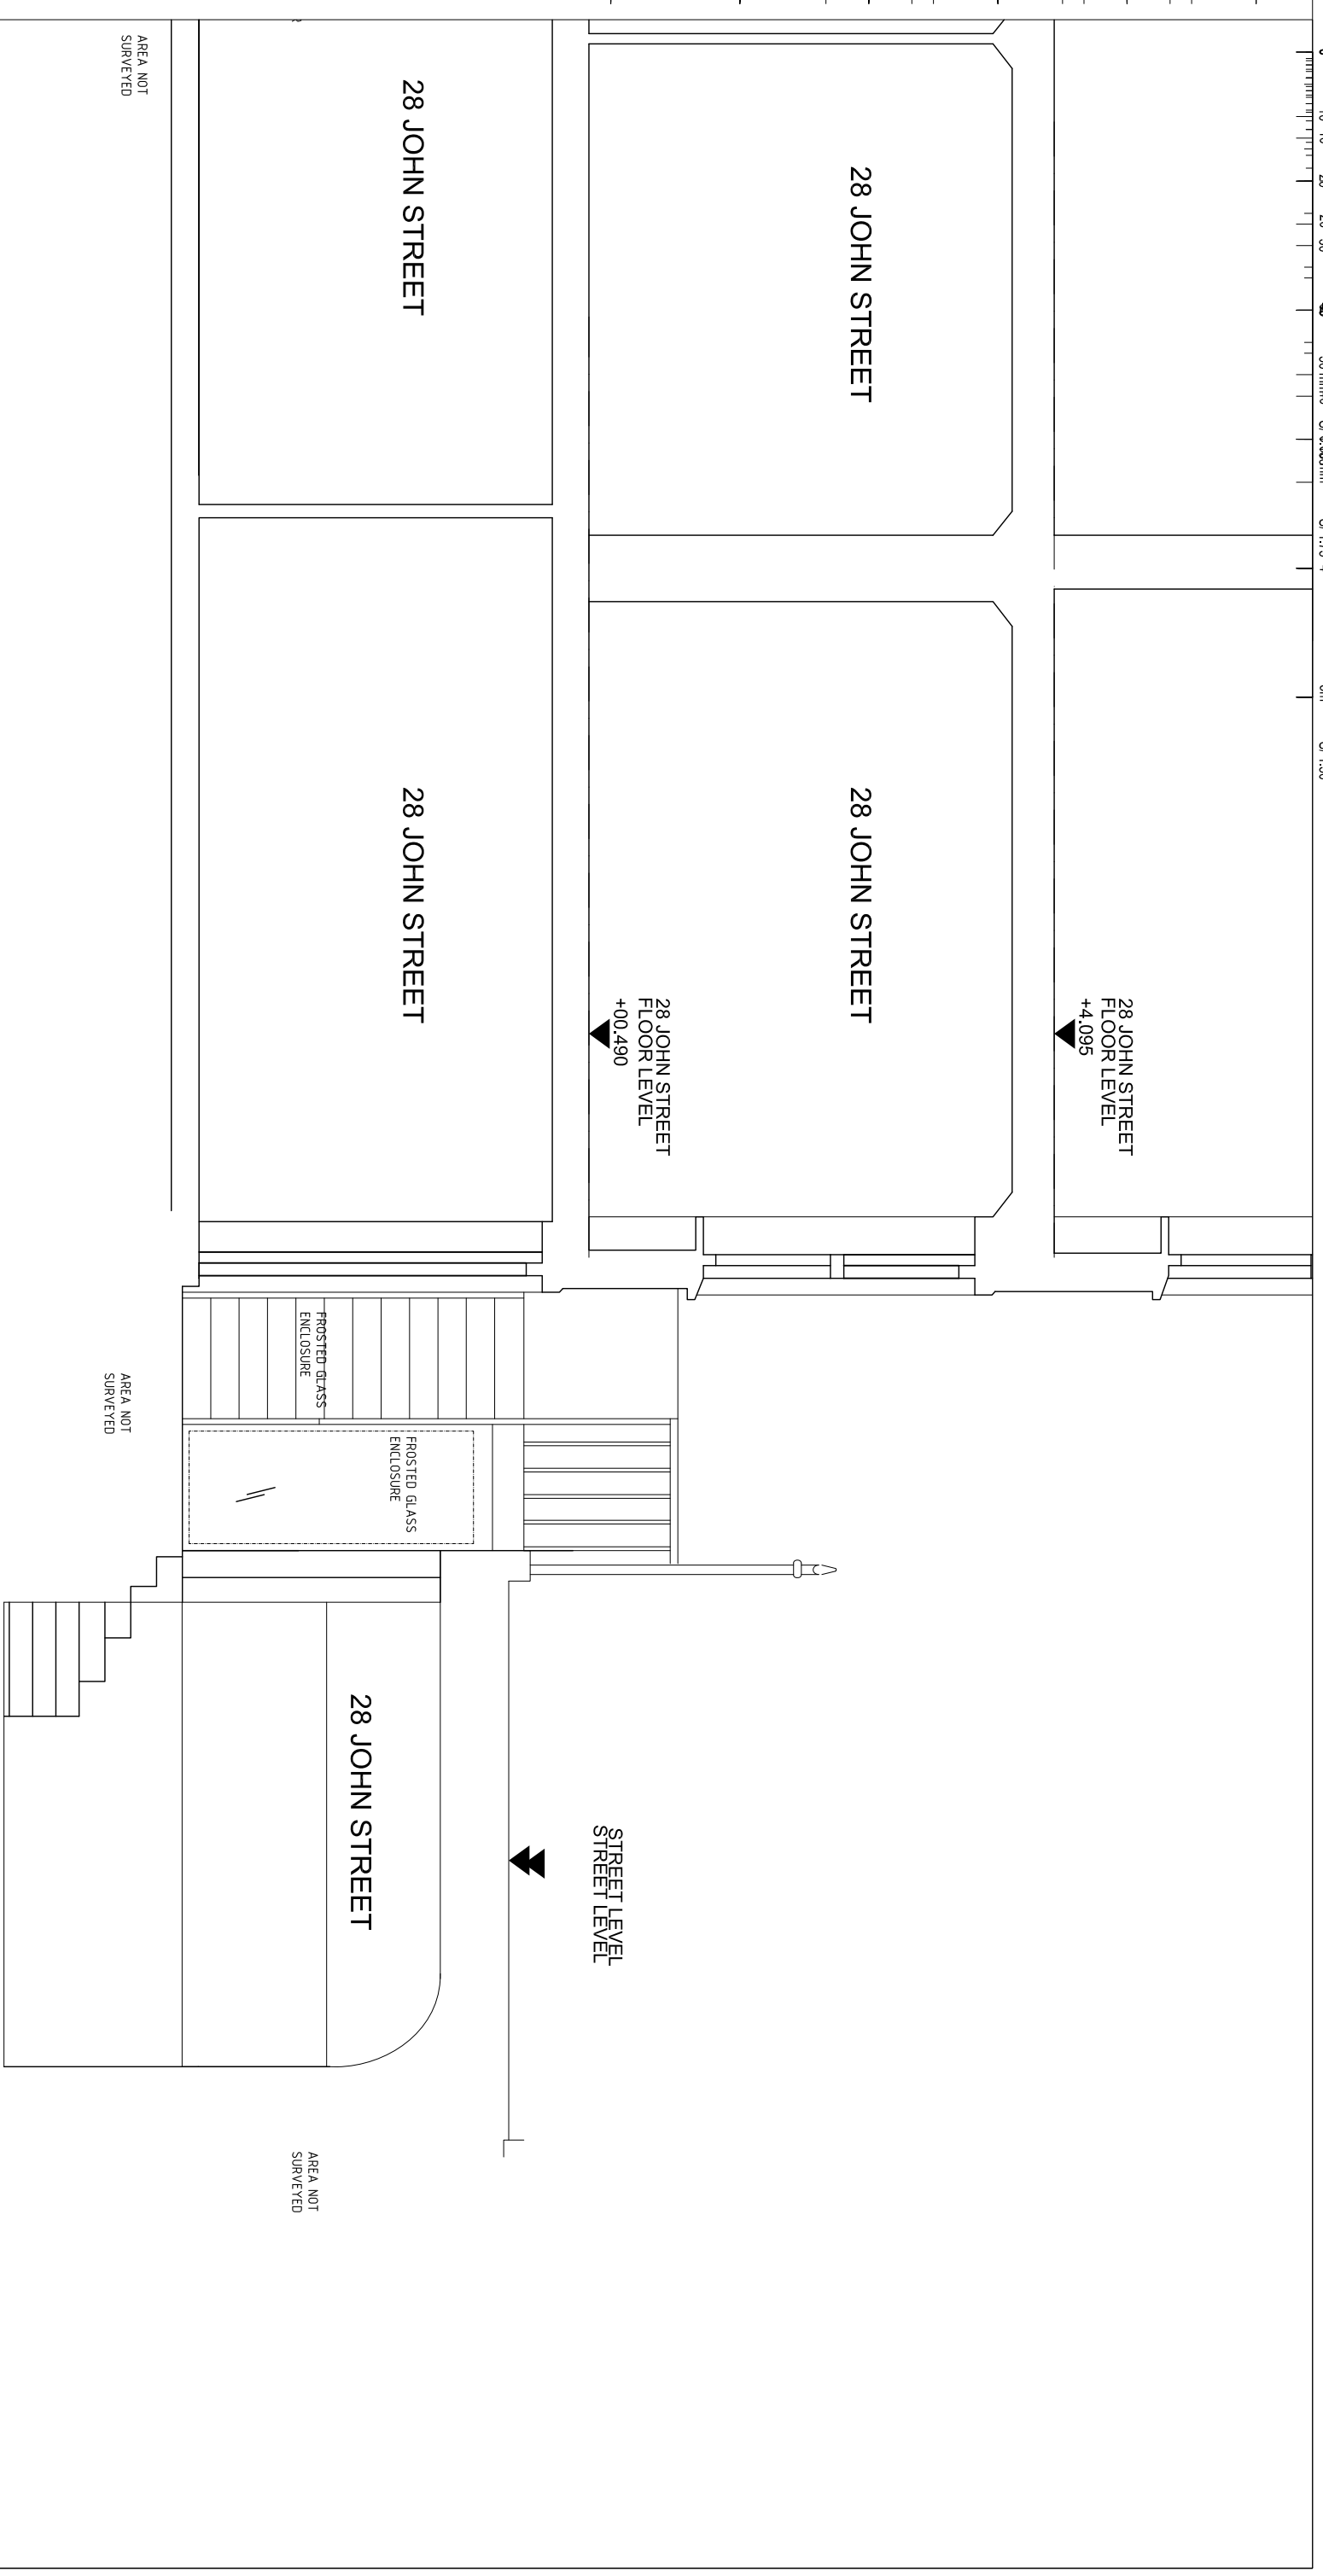 28 JOHN STREET
FLOOR LEVEL
+4.095
28 JOHN STREET
28 JOHN STREET
28 JOHN STREET
FLOOR LEVEL
+00.490
STREET LEVEL
STREET LEVEL
28 JOHN STREET
28 JOHN STREET
FROSTED GLASS
ENCLOSURE
FROSTED GLASS
ENCLOSURE
28 JOHN STREET
AREA NOT
SURVEYED
AREA NOT
SURVEYED
AREA NOT
SURVEYED